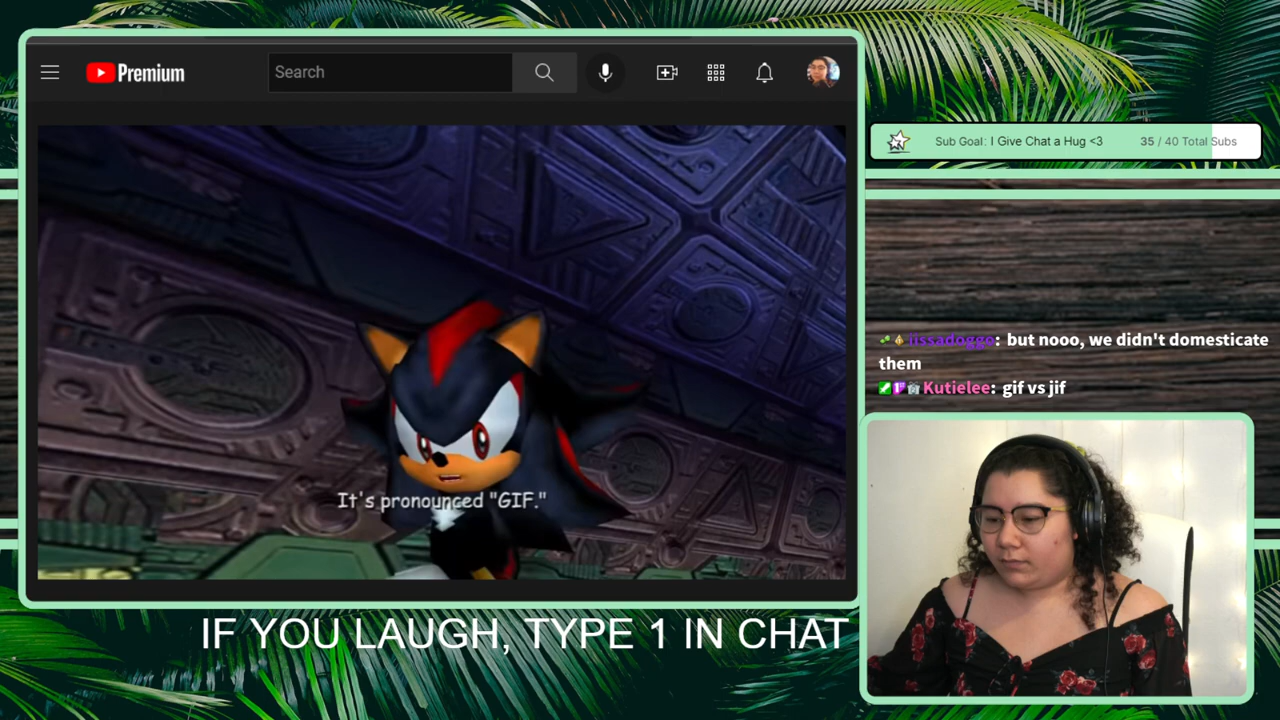 Premium
Search
Sub Goal: I Give Chat a Hug <3 35 / 40 Total Subs
iissadoggo: but nooo, we didn't domesticate
them
Kutielee: gif vs jif
It's pronounced "GIF."
IF YOU LAUGH, TYPE 1 IN CHAT